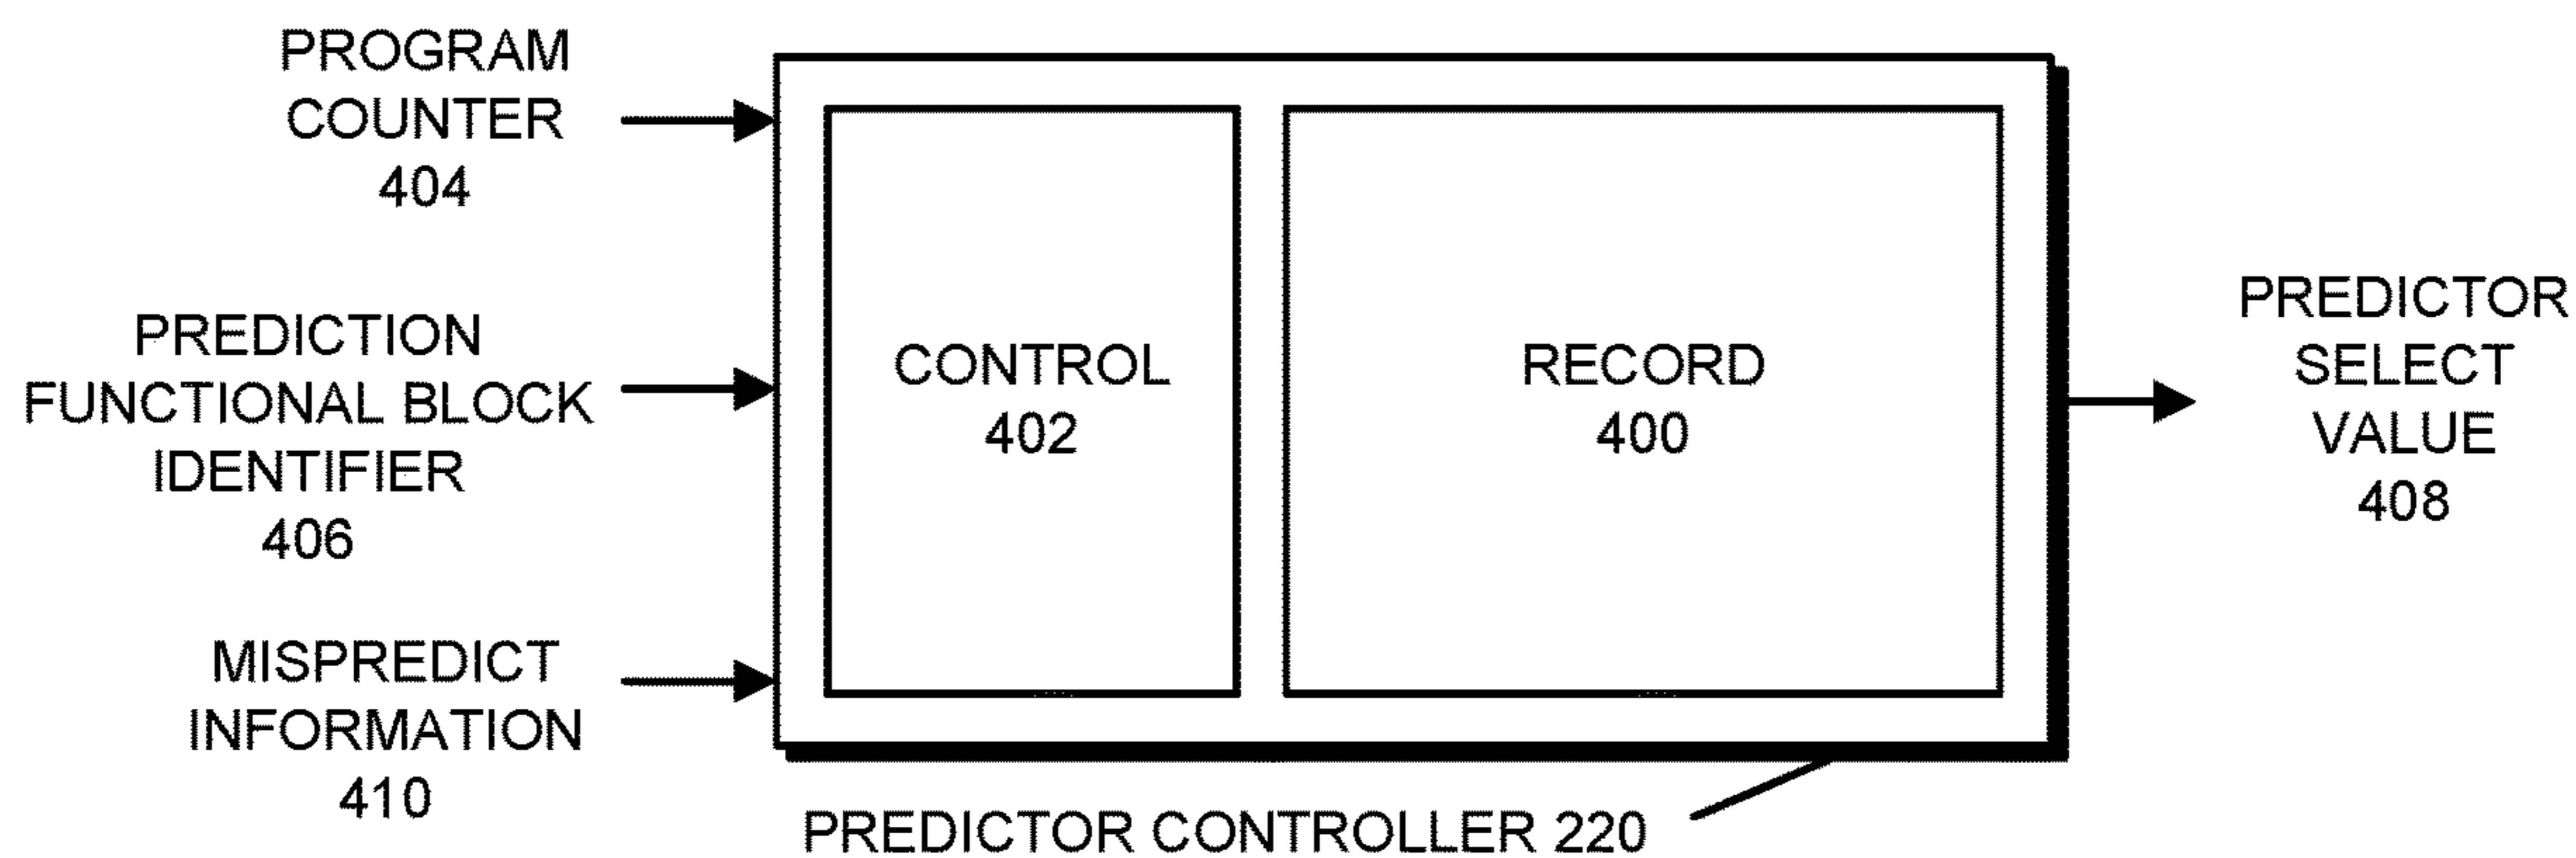 PROGRAM
COUNTER
404
PREDICTION
FUNCTIONAL BLOCK
IDENTIFIER
406
MISPREDICT
INFORMATION
410
CONTROL
402
RECORD
400
PREDICTOR
SELECT
VALUE
408
PREDICTOR CONTROLLER 220